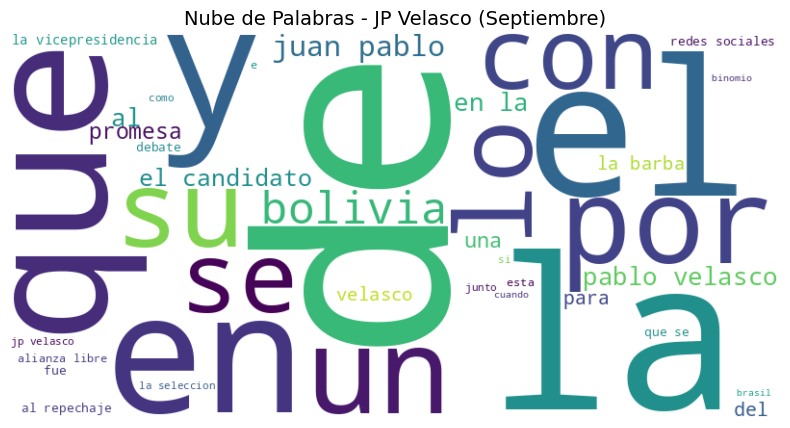 Nube de Palabras - JP Velasco (Septiembre)
la vicepresidencia
juan pablo
con
redes sociales
e
binomio
que
y
de
como
en la
al
promesa
debate
lo
el
la barba
el candidato
su
bolivia
por
una
si
se
velasco
junto
esta
cuando
pablo velasco
para
jp velasco
alianza libre
fue
en
un
la
que se
la seleccion
al repechaje
brasil
del